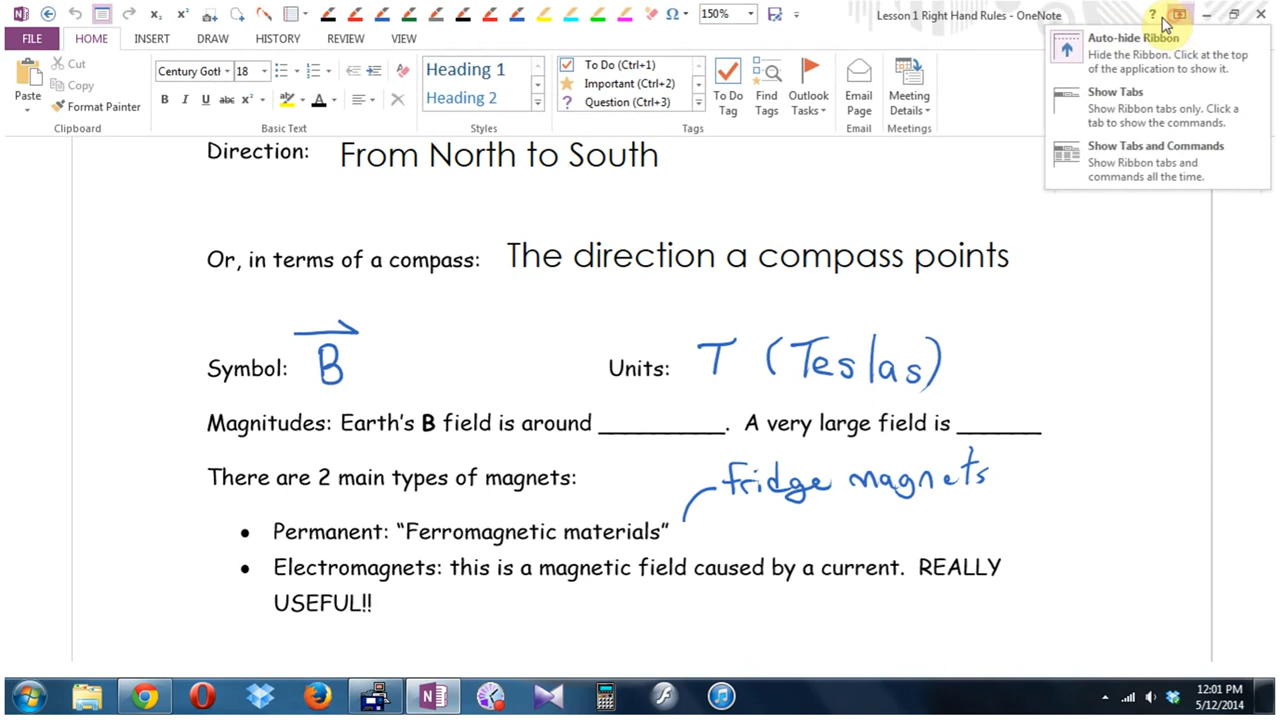 150%
Lesson 1 Right Hand Rules - OneNote
?
FILE
HOME
INSERT
DRAW
HISTORY
REVIEW
VIEW
Paste
Cut
Copy
Format Painter
Clipboard
Century Gotl
18
B I U abc x₂ A
Basic Text
Heading 1
Heading 2
Styles
To Do (Ctrl+1)
Important (Ctrl+2)
? Question (Ctrl+3)
To Do
Tag
Find
Tags
Outlook
Tasks
Tags
Email
Page
Email
Meeting
Details
Meetings
Auto-hide Ribbon
Hide the Ribbon. Click at the top
of the application to show it.
Show Tabs
Show Ribbon tabs only. Click a
tab to show the commands.
Show Tabs and Commands
Show Ribbon tabs and
commands all the time.
Direction: From North to South
Or, in terms of a compass: The direction a compass points
Symbol: B Units: T (Teslas)
Magnitudes: Earth's B field is around _________. A very large field is ______
There are 2 main types of magnets: fridge magnets
• Permanent: “Ferromagnetic materials”
• Electromagnets: this is a magnetic field caused by a current. REALLY
USEFUL!!
12:01 PM
5/12/2014